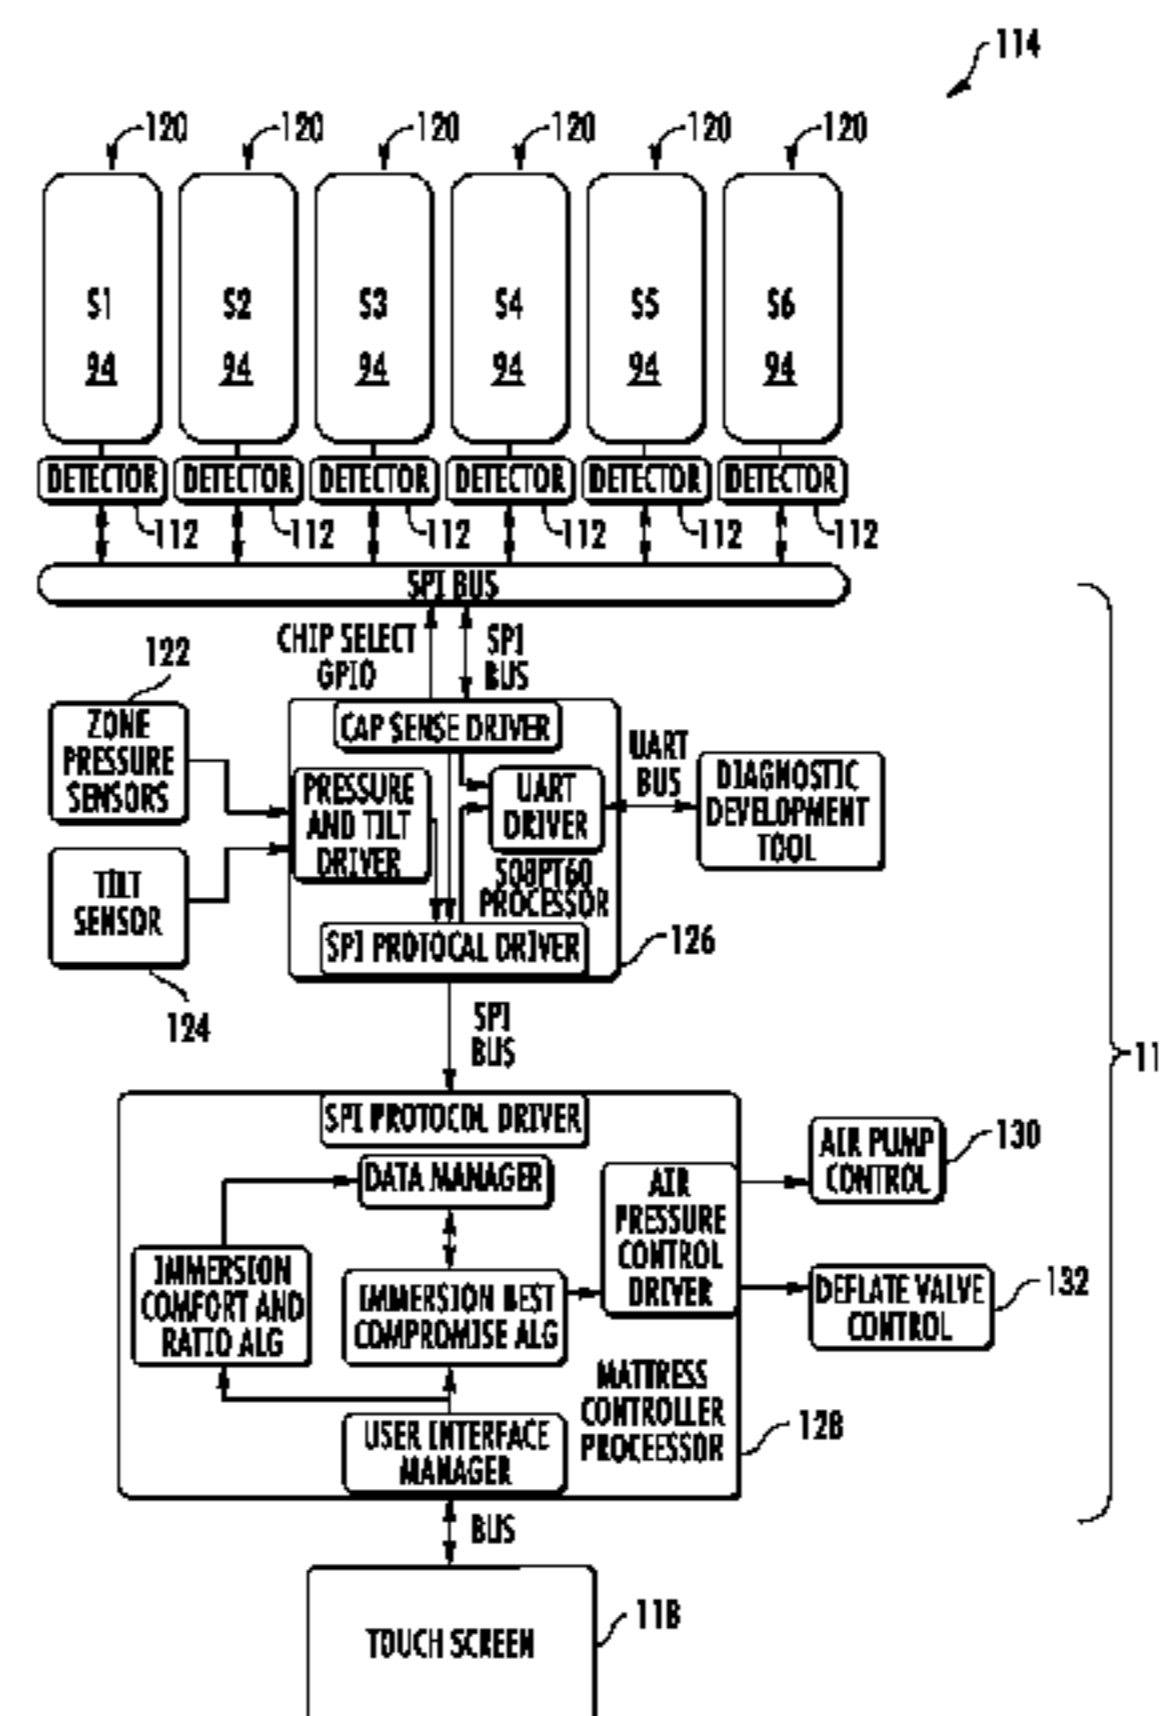 114
120 120 120 120 120 120
S1 S2 S3 S4 S5 S6
94 94 94 94 94 94
DETECTOR DETECTOR DETECTOR DETECTOR DETECTOR DETECTOR
112 112 112 112 112 112
SPI BUS
CHIP SELECT
GPIO
SPI
BUS
122
ZONE
PRESSURE
SENSORS
TILT
SENSOR
124
CAP SENSE DRIVER
PRESSURE
AND TILT
DRIVER
UART
DRIVER
S08PT60
PROCESSOR
SPI PROTOCAL DRIVER
126
UART
BUS
DIAGNOSTIC
DEVELOPMENT
TOOL
SPI
BUS
11
SPI PROTOCOL DRIVER
DATA MANAGER
IMMERSION
COMFORT AND
RATIO ALG
IMMERSION BEST
COMPROMISE ALG
AIR
PRESSURE
CONTROL
DRIVER
AIR PUMP
CONTROL
130
DEFLATE VALVE
CONTROL
132
MATTRESS
CONTROLLER
PROCEESSOR
128
USER INTERFACE
MANAGER
BUS
TOUCH SCREEN
118